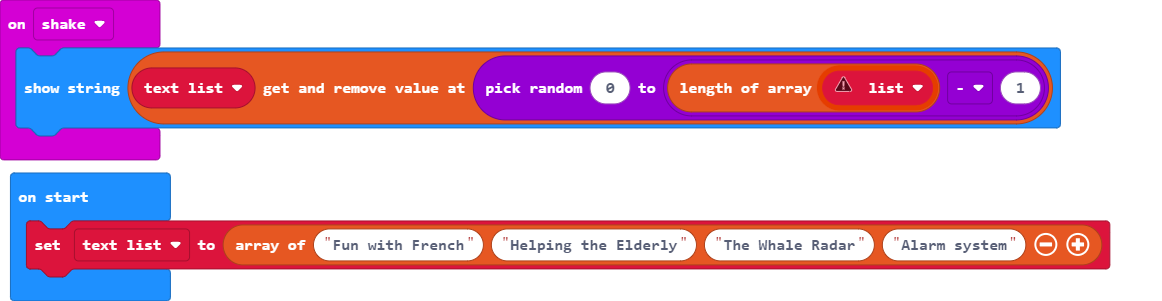 on shake
show string text list get and remove value at pick random 0 to length of array list - 1
on start
set text list to array of "Fun with French" "Helping the Elderly" "The Whale Radar" "Alarm system"